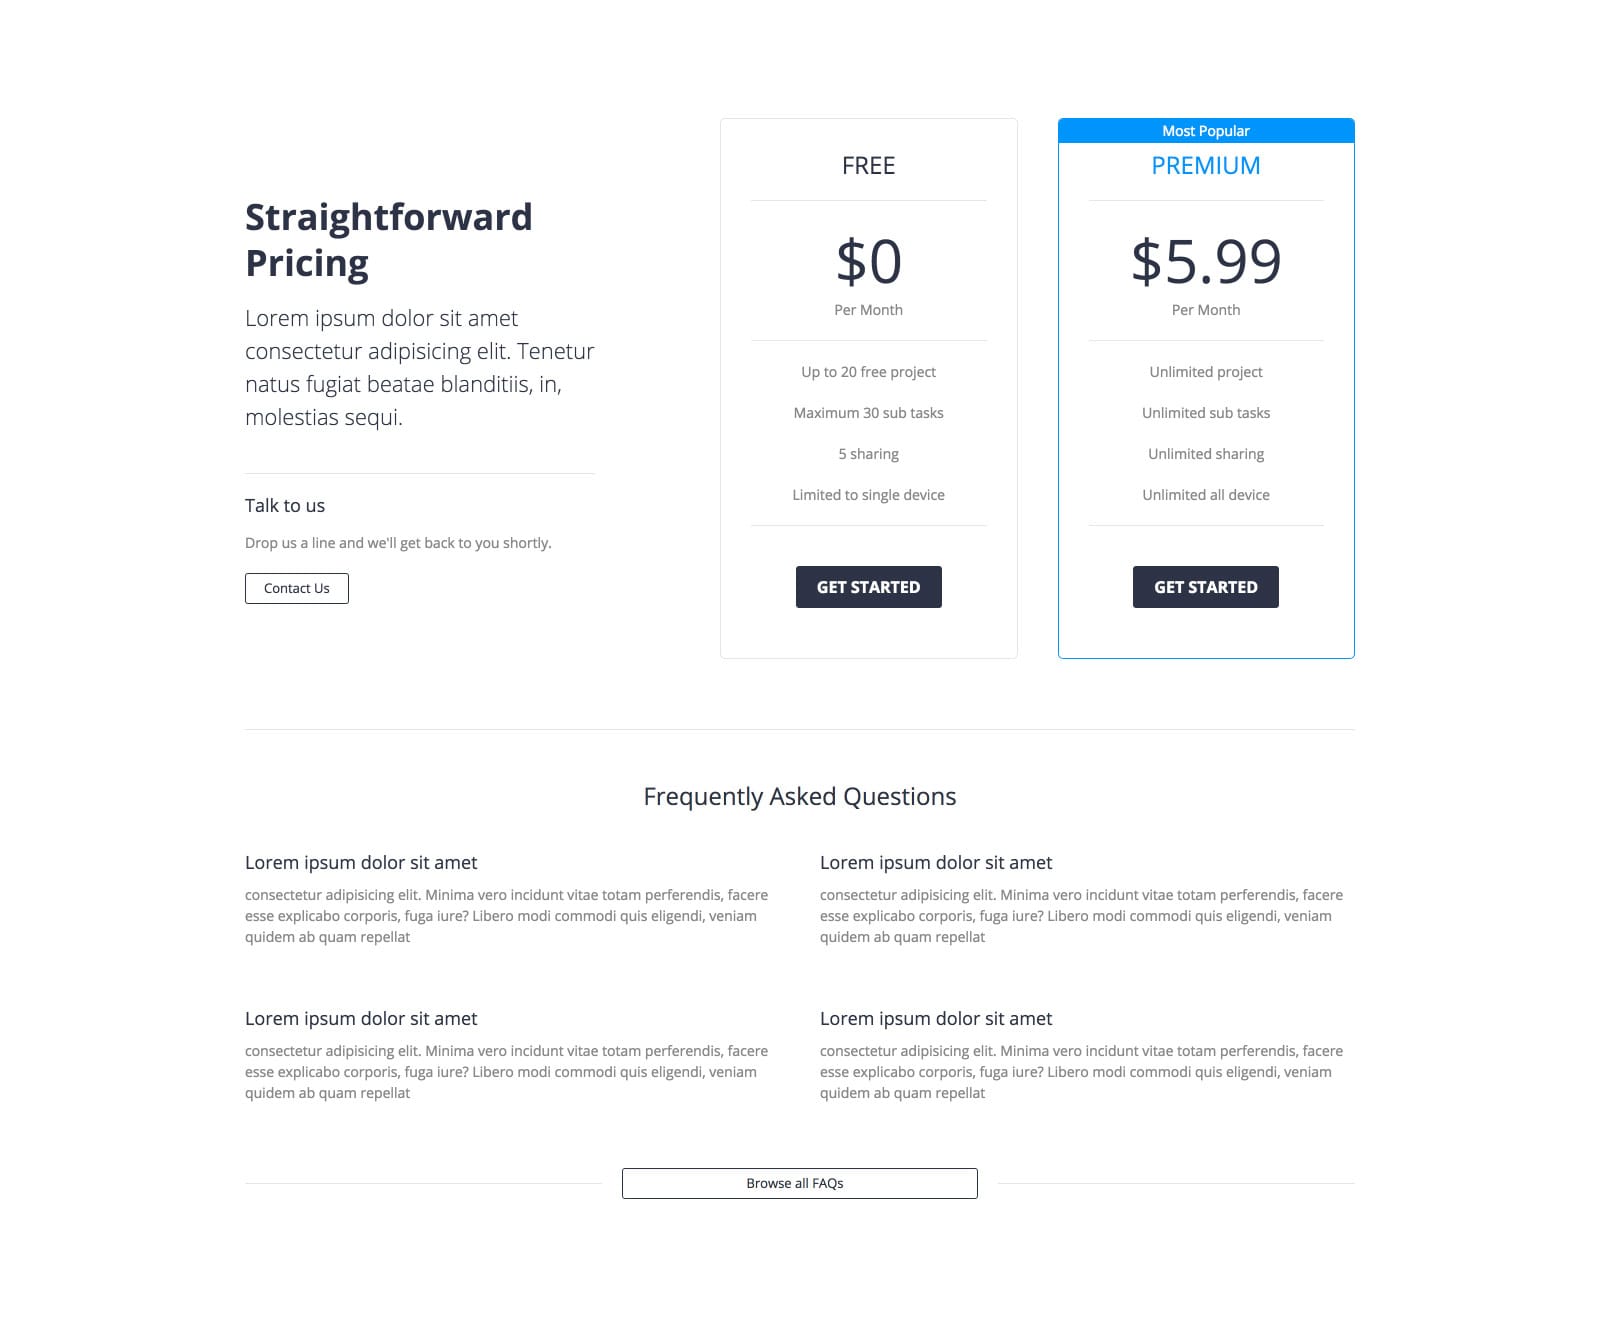 Straightforward
Pricing
Lorem ipsum dolor sit amet
consectetur adipisicing elit. Tenetur
natus fugiat beatae blanditiis, in,
molestias sequi.
Talk to us
Drop us a line and we'll get back to you shortly.
Contact Us
FREE
$0
Per Month
Up to 20 free project
Maximum 30 sub tasks
5 sharing
Limited to single device
GET STARTED
Most Popular
PREMIUM
$5.99
Per Month
Unlimited project
Unlimited sub tasks
Unlimited sharing
Unlimited all device
GET STARTED
Frequently Asked Questions
Lorem ipsum dolor sit amet
consectetur adipisicing elit. Minima vero incidunt vitae totam perferendis, facere
esse explicabo corporis, fuga iure? Libero modi commodi quis eligendi, veniam
quidem ab quam repellat
Lorem ipsum dolor sit amet
consectetur adipisicing elit. Minima vero incidunt vitae totam perferendis, facere
esse explicabo corporis, fuga iure? Libero modi commodi quis eligendi, veniam
quidem ab quam repellat
Lorem ipsum dolor sit amet
consectetur adipisicing elit. Minima vero incidunt vitae totam perferendis, facere
esse explicabo corporis, fuga iure? Libero modi commodi quis eligendi, veniam
quidem ab quam repellat
Lorem ipsum dolor sit amet
consectetur adipisicing elit. Minima vero incidunt vitae totam perferendis, facere
esse explicabo corporis, fuga iure? Libero modi commodi quis eligendi, veniam
quidem ab quam repellat
Browse all FAQs